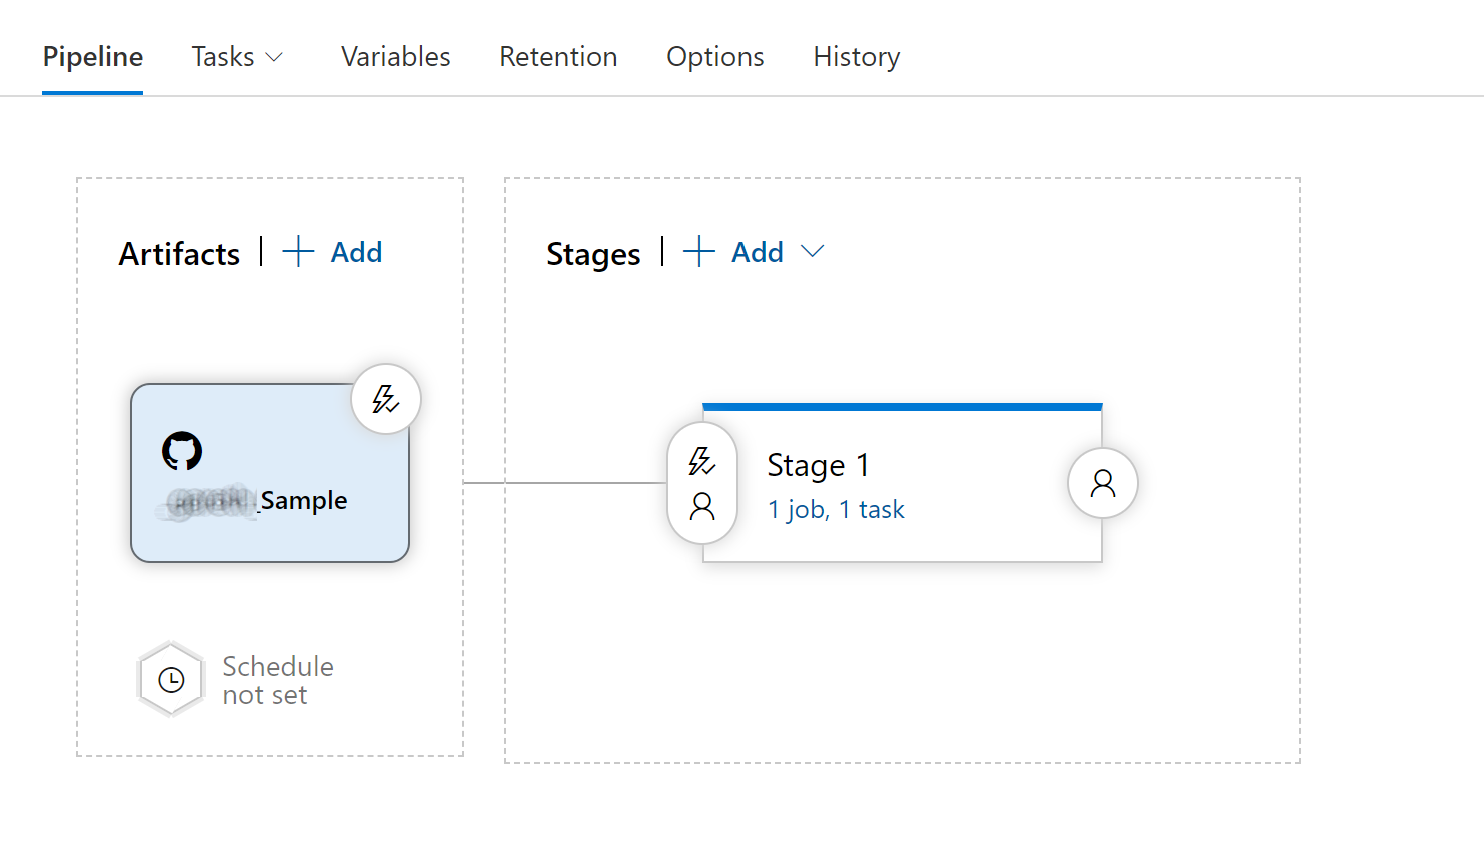 Pipeline Tasks Variables Retention Options History
Artifacts Add
Stages Add
_Sample
Stage 1
1 job, 1 task
Schedule
not set